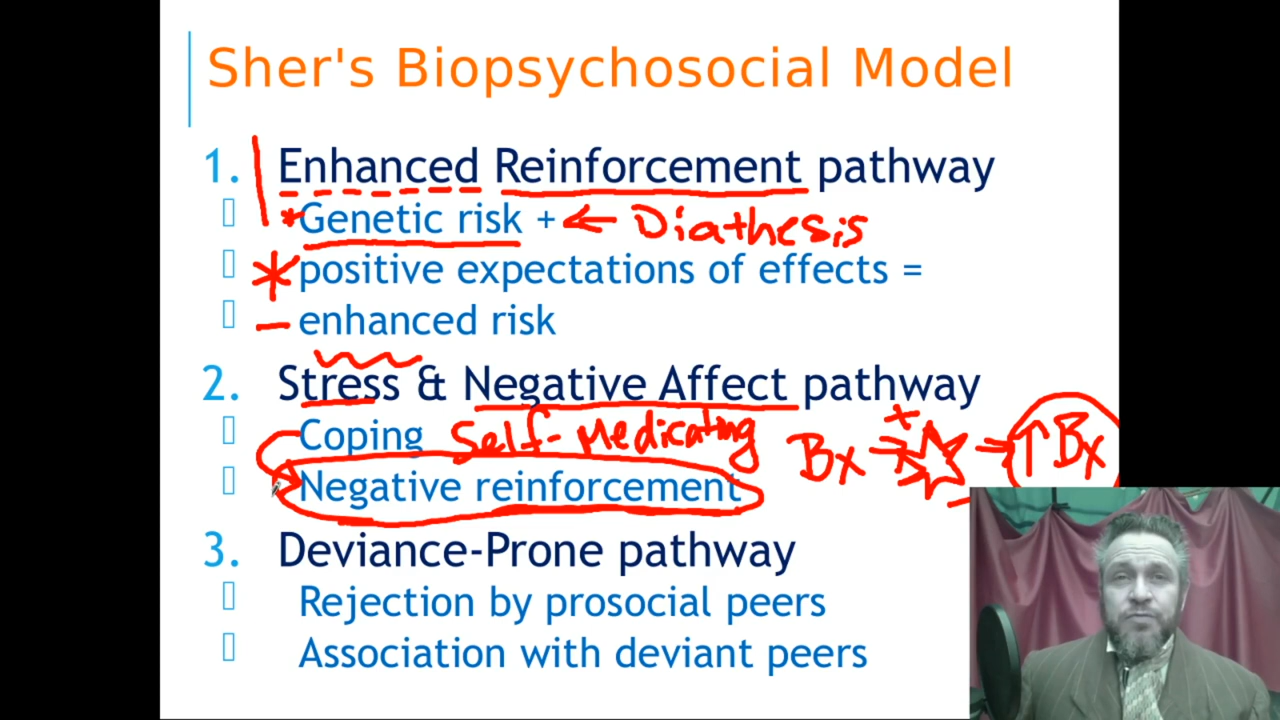 Sher's Biopsychosocial Model
1. Enhanced Reinforcement pathway
*Genetic risk + ← Diathesis
* positive expectations of effects =
– enhanced risk
2. Stress & Negative Affect pathway
Coping Self-Medicating Bx → + → ↑ Bx
Negative reinforcement
3. Deviance-Prone pathway
Rejection by prosocial peers
Association with deviant peers